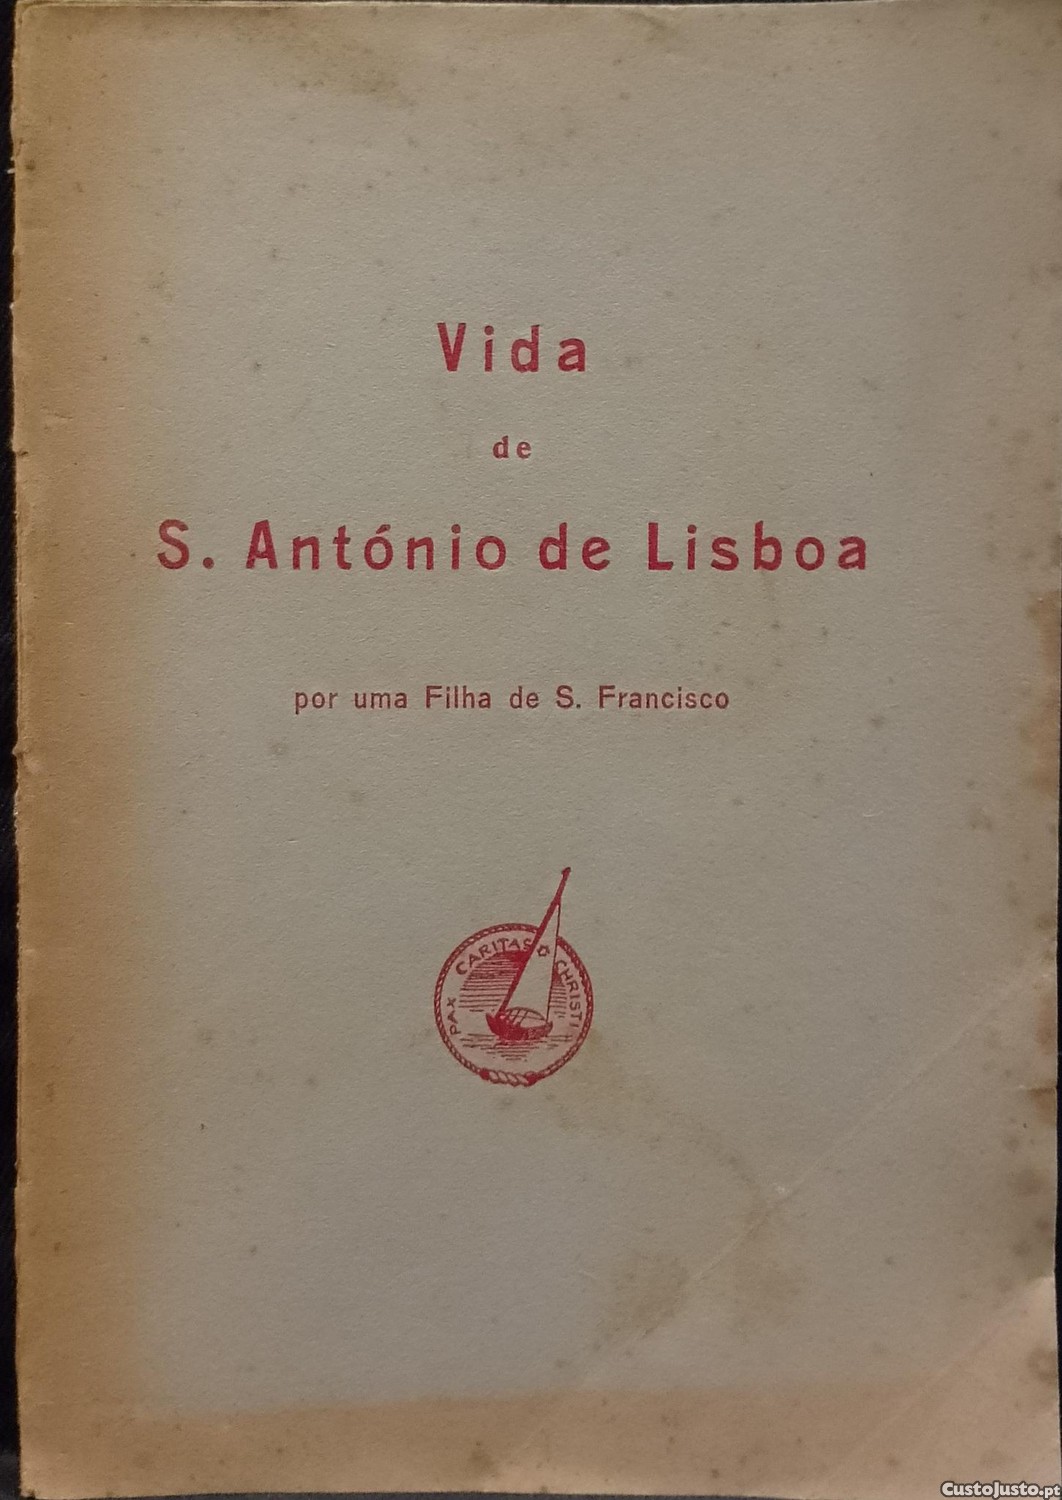 Vida
de
S. António de Lisboa
por uma Filha de S. Francisco
PAX CARITAS CHRISTI
CustoJusto.pt